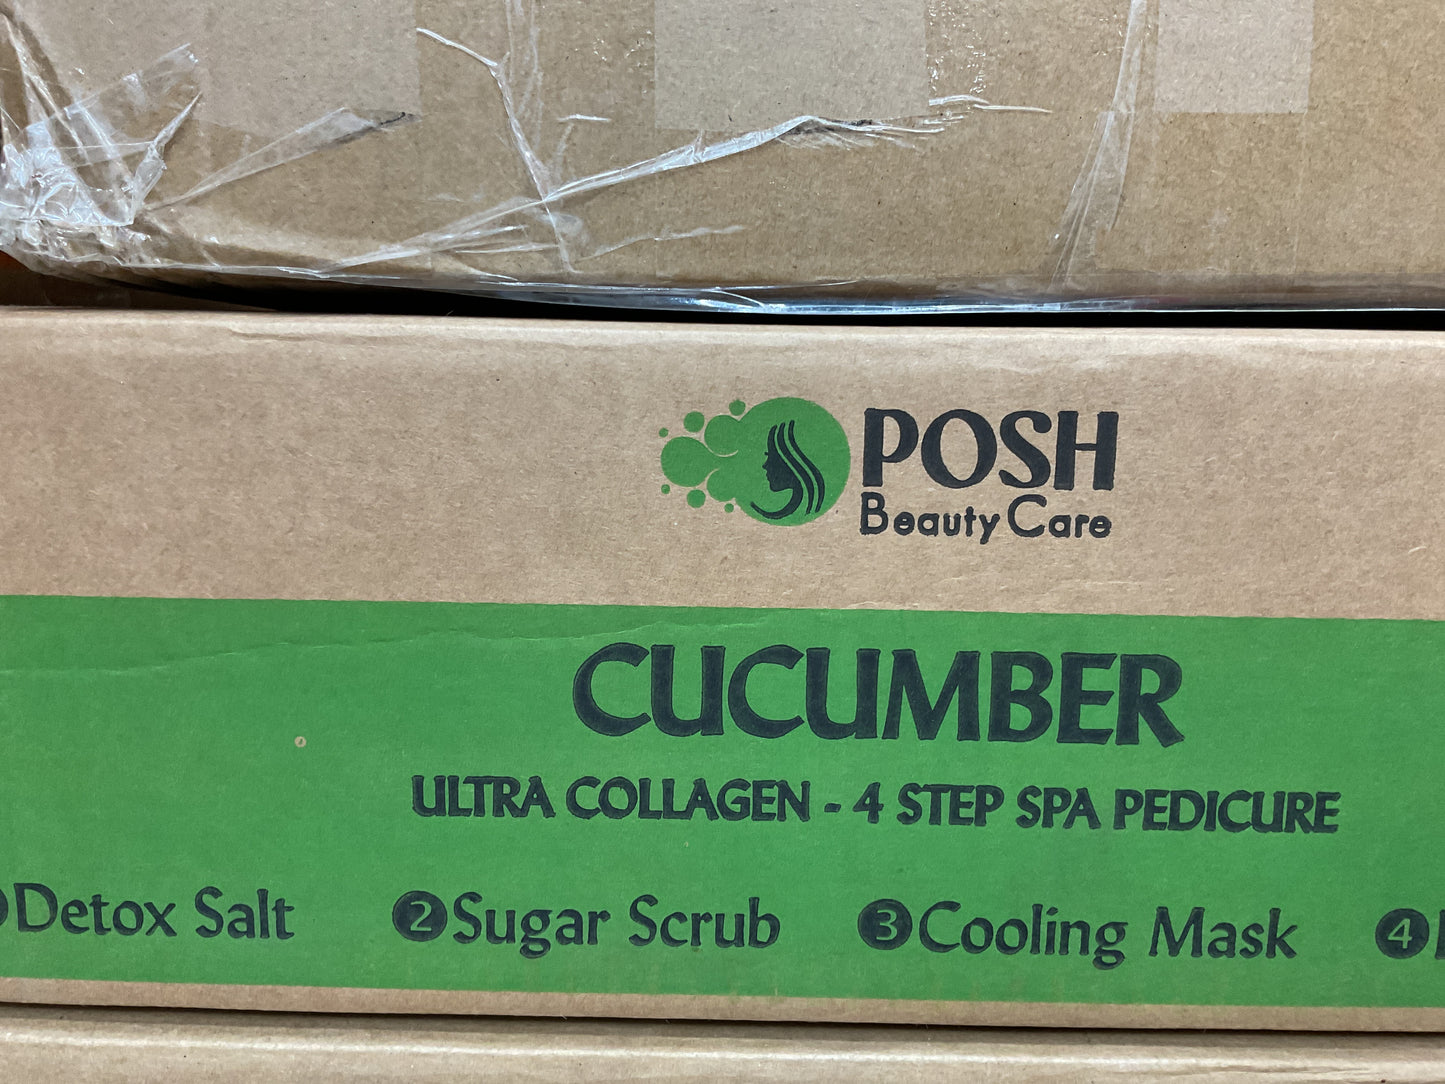 POSH
Beauty Care
CUCUMBER
ULTRA COLLAGEN - 4 STEP SPA PEDICURE
Detox Salt 2 Sugar Scrub 3 Cooling Mask 4